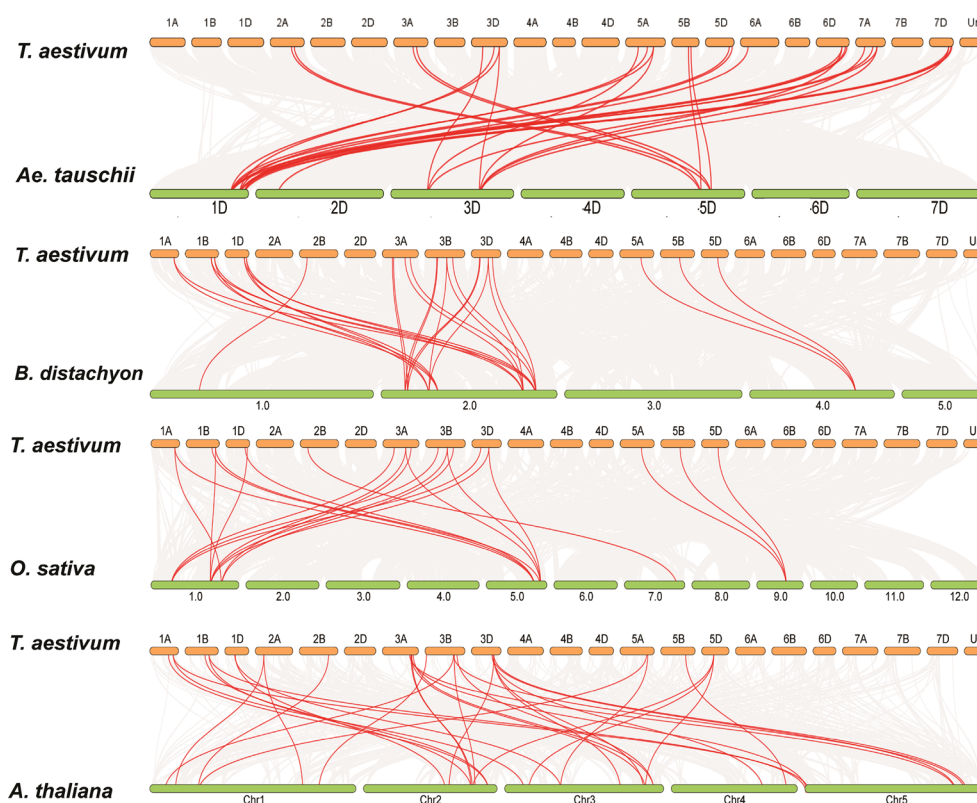 1A 1B 1D 2A 2B 2D 3A 3B 3D 4A 4B 4D 5A 5B 5D 6A 6B 6D 7A 7B 7D Un
T. aestivum
Ae. tauschii
1D 2D 3D 4D 5D 6D 7D
1A 1B 1D 2A 2B 2D 3A 3B 3D 4A 4B 4D 5A 5B 5D 6A 6B 6D 7A 7B 7D U
T. aestivum
B. distachyon
1.0 2.0 3.0 4.0 5.0
T. aestivum
1A 1B 1D 2A 2B 2D 3A 3B 3D 4A 4B 4D 5A 5B 5D 6A 6B 6D 7A 7B 7D U
O. sativa
1.0 2.0 3.0 4.0 5.0 6.0 7.0 8.0 9.0 10.0 11.0 12.0
T. aestivum
1A 1B 1D 2A 2B 2D 3A 3B 3D 4A 4B 4D 5A 5B 5D 6A 6B 6D 7A 7B 7D U
A. thaliana
Chr1 Chr2 Chr3 Chr4 Chr5